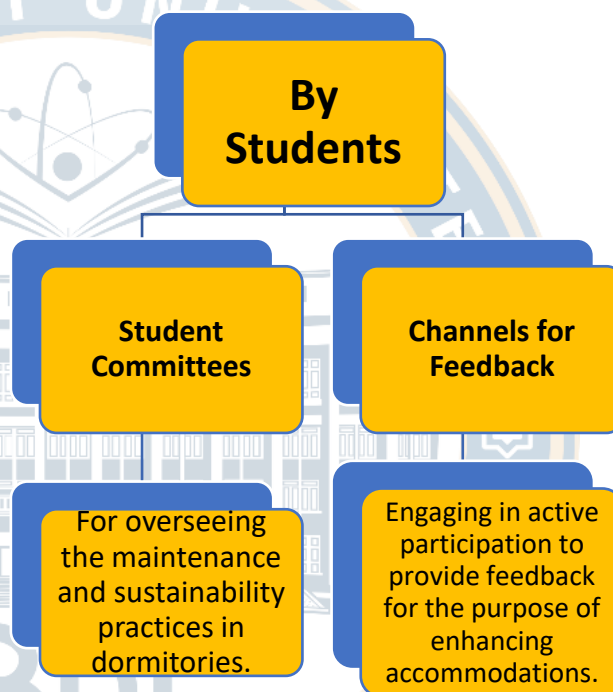 By
Students
Student
Committees
Channels for
Feedback
For overseeing
the maintenance
and sustainability
practices in
dormitories.
Engaging in active
participation to
provide feedback
for the purpose of
enhancing
accommodations.